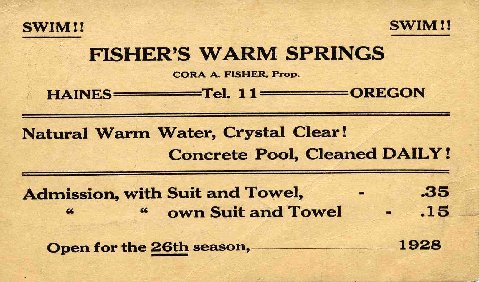 SWIM!! SWIM!!
FISHER'S WARM SPRINGS
CORA A. FISHER, Prop.
HAINES Tel. 11 OREGON
Natural Warm Water, Crystal Clear!
Concrete Pool, Cleaned DAILY!
Admission, with Suit and Towel, - .35
“ “ own Suit and Towel - .15
Open for the 26th season, 1928